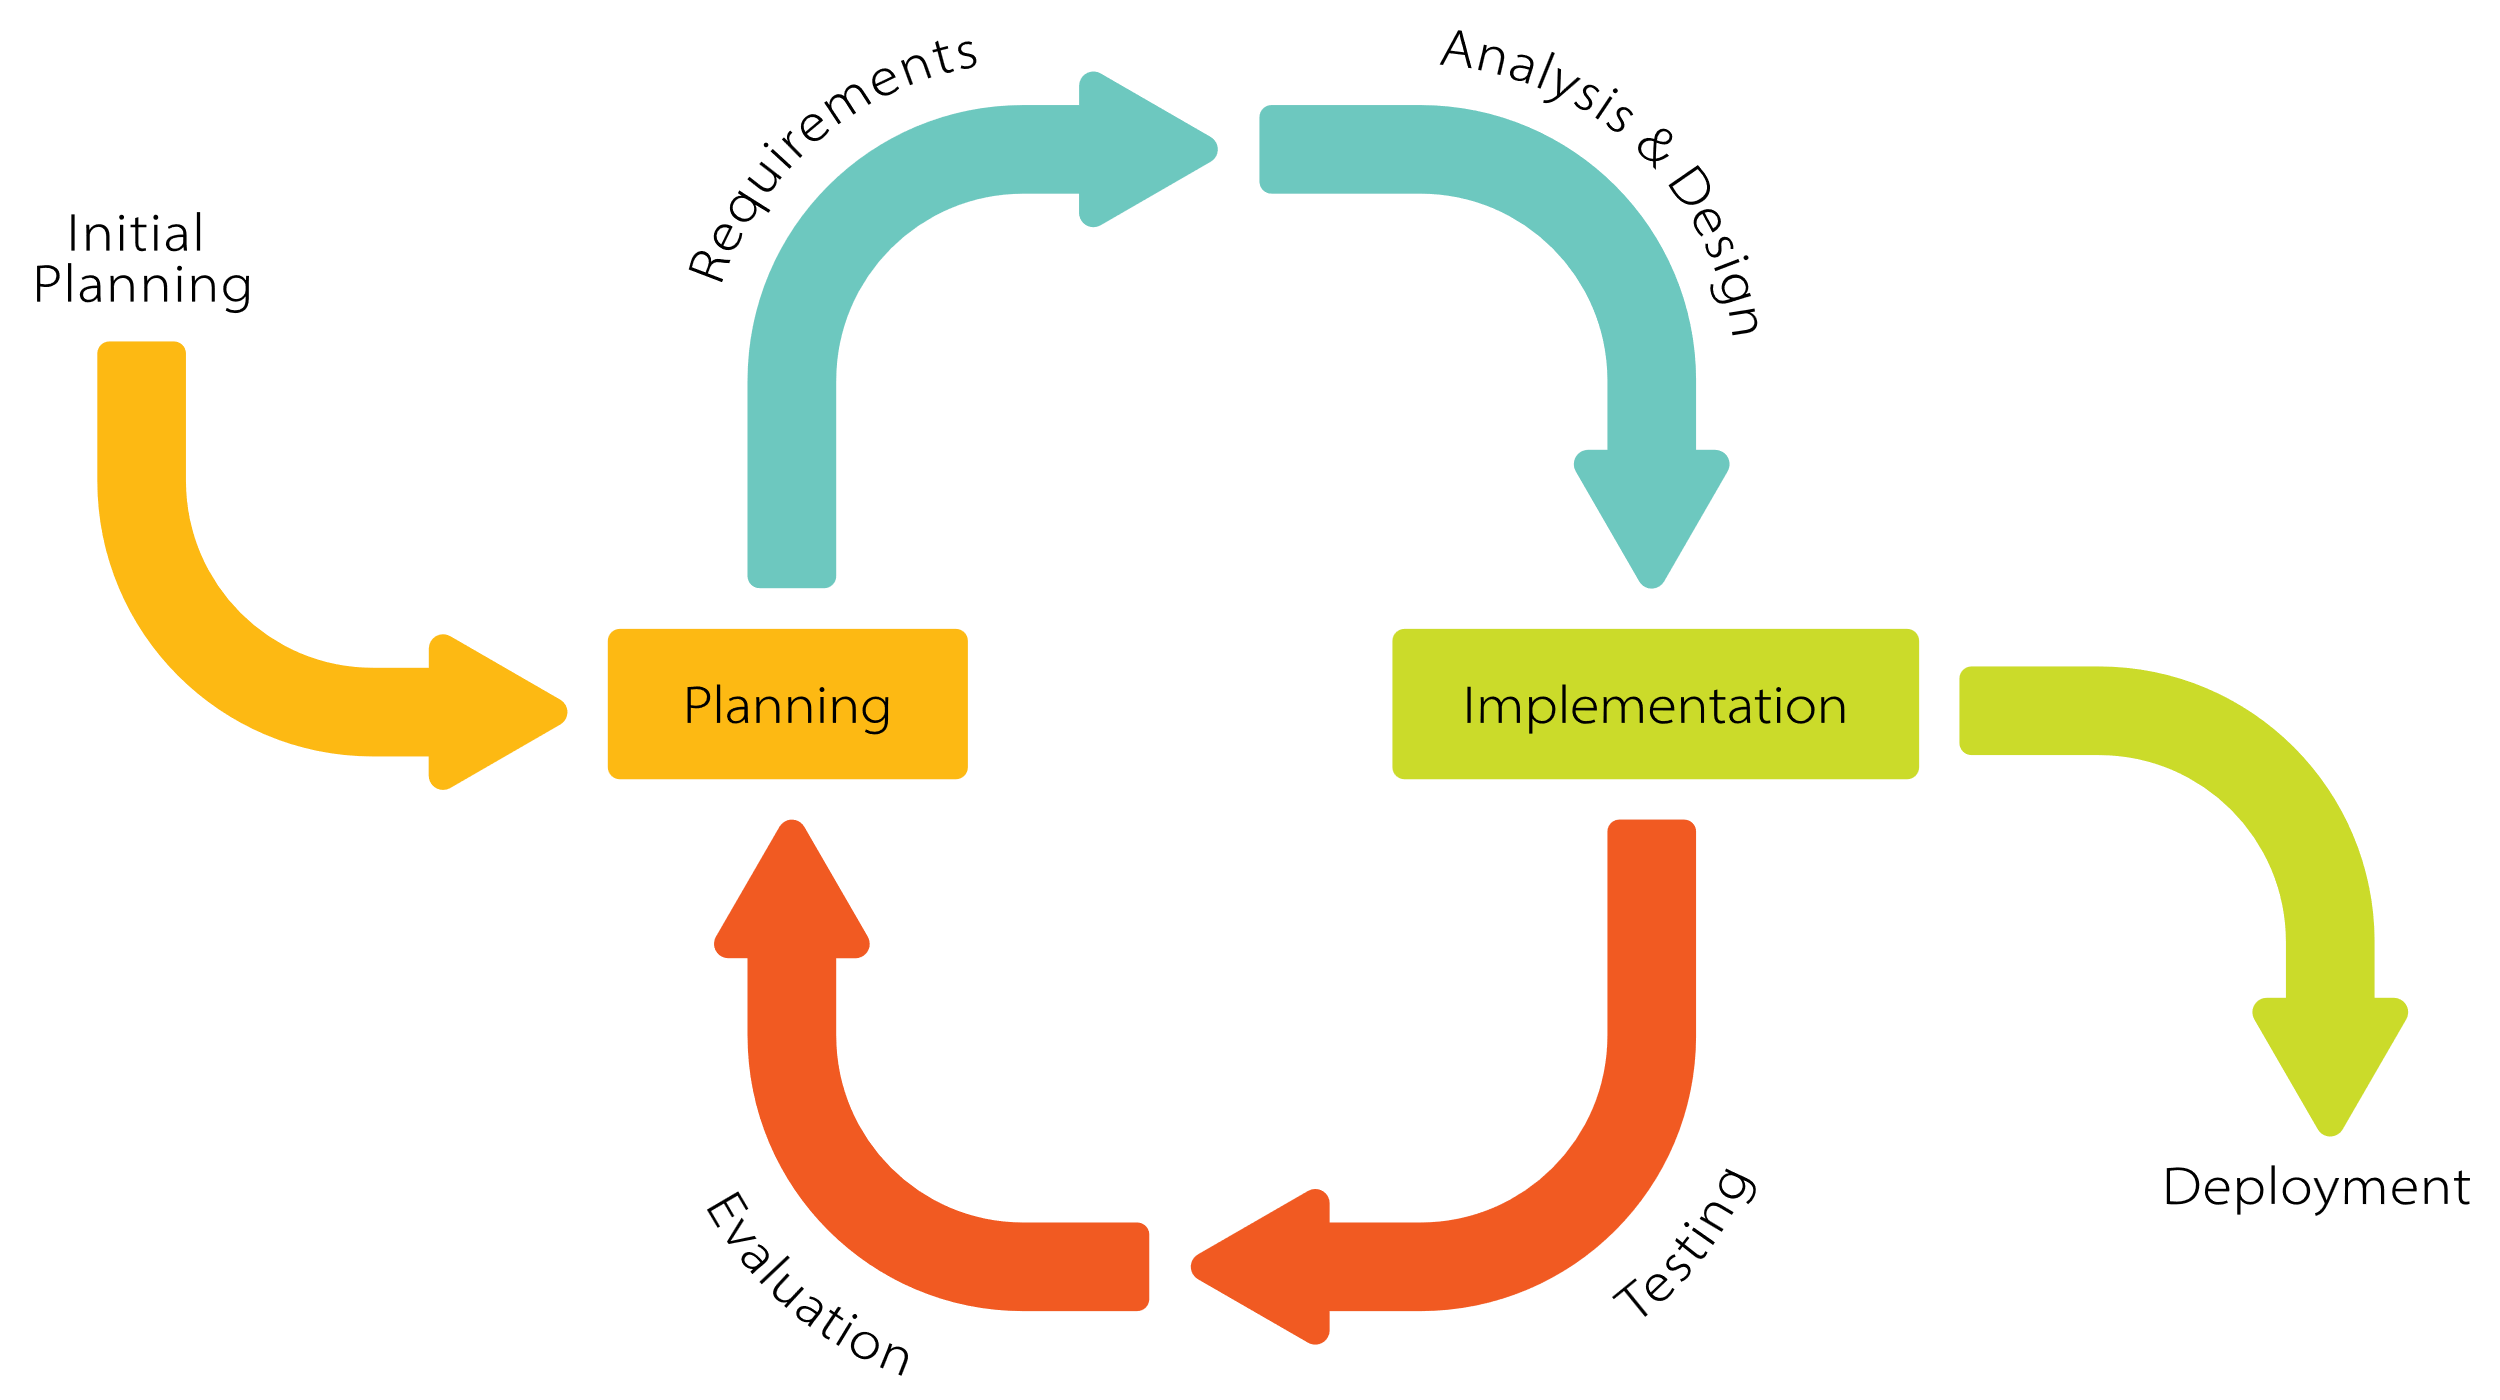 Initial
Planning
Requirements
Analysis & Design
Planning
Implementation
Evaluation
Testing
Deployment